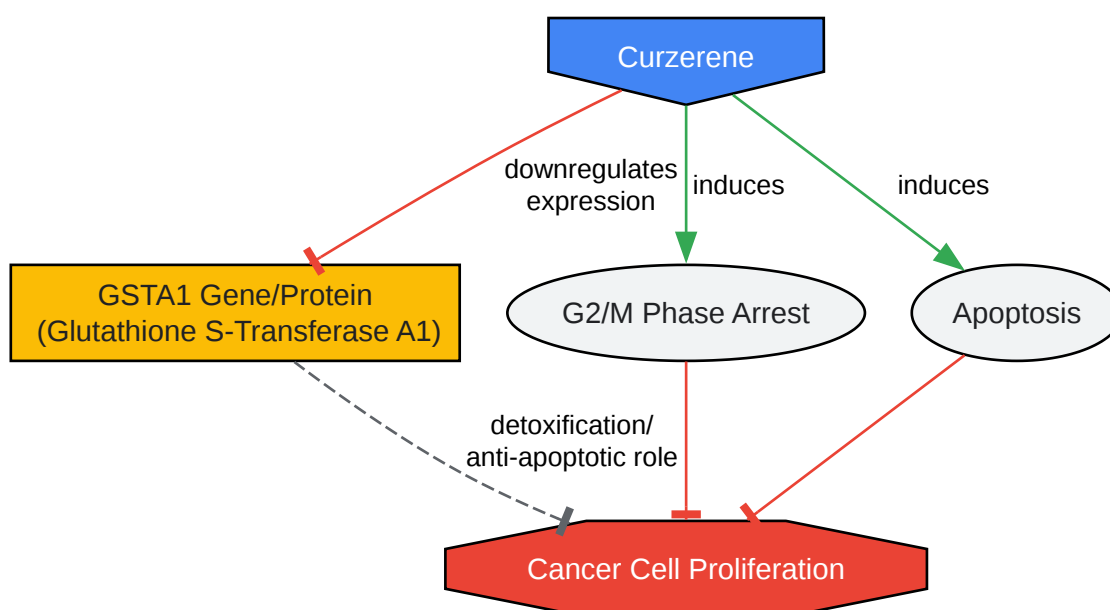 Curzerene
downregulates
expression
induces
induces
GSTA1 Gene/Protein
(Glutathione S-Transferase A1)
G2/M Phase Arrest
Apoptosis
detoxification/
anti-apoptotic role
Cancer Cell Proliferation